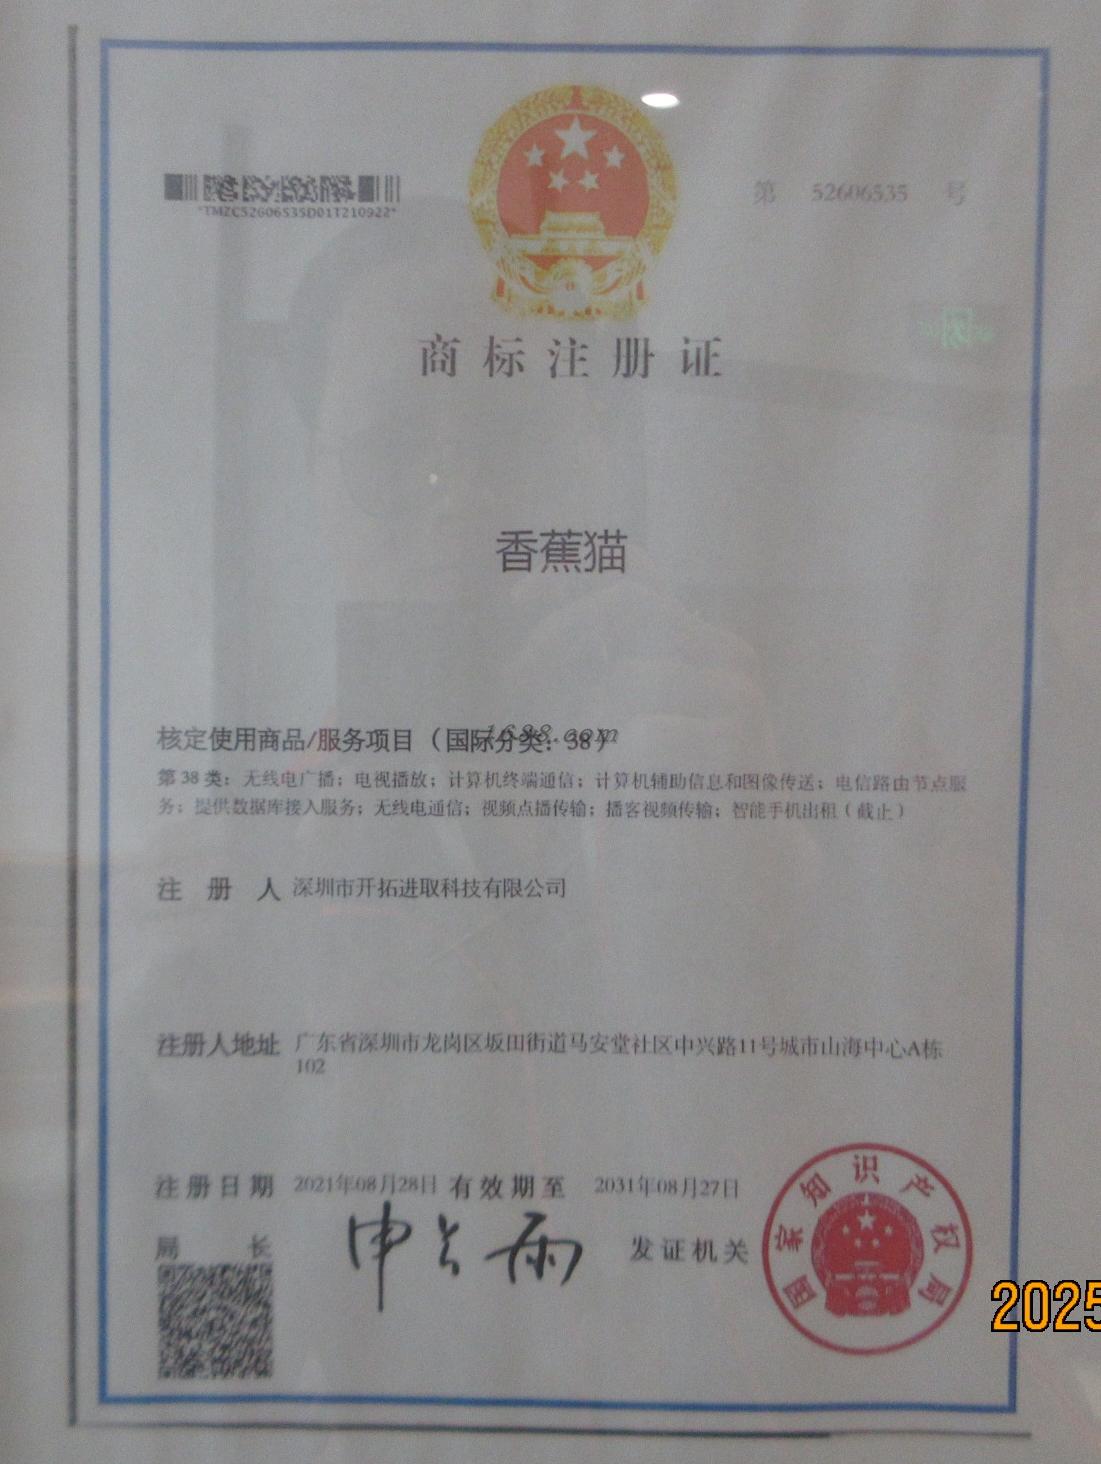 *TMZC52606535D01T210922*
第 52606535 号
商标注册证
香蕉猫
1688.com
核定使用商品/服务项目（国际分类：38）
第 38 类：无线电广播；电视播放；计算机终端通信；计算机辅助信息和图像传送；电信路由节点服
务；提供数据库接入服务；无线电通信；视频点播传输；播客视频传输；智能手机出租（截止）
注册人 深圳市开拓进取科技有限公司
注册人地址 广东省深圳市龙岗区坂田街道马安堂社区中兴路11号城市山海中心A栋
102
注册日期 2021年08月28日 有效期至 2031年08月27日
局长 申长雨 发证机关
国家知识产权局
2025